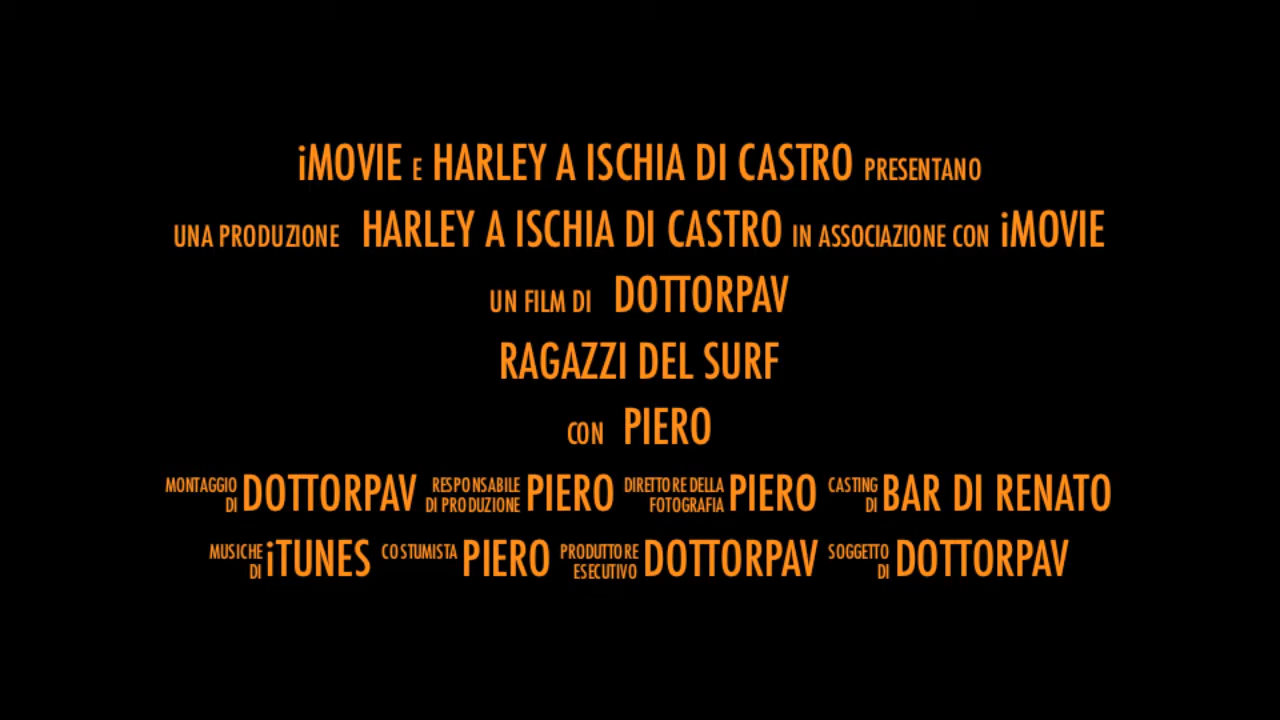 iMOVIE E HARLEY A ISCHIA DI CASTRO PRESENTANO
UNA PRODUZIONE HARLEY A ISCHIA DI CASTRO IN ASSOCIAZIONE CON iMOVIE
UN FILM DI DOTTORPAV
RAGAZZI DEL SURF
CON PIERO
MONTAGGIO DI DOTTORPAV RESPONSABILE DI PRODUZIONE PIERO DIRETTORE DELLA FOTOGRAFIA PIERO CASTING DI BAR DI RENATO
MUSICHE DI iTUNES COSTUMISTA PIERO PRODUTTORE ESECUTIVO DOTTORPAV SOGGETTO DI DOTTORPAV